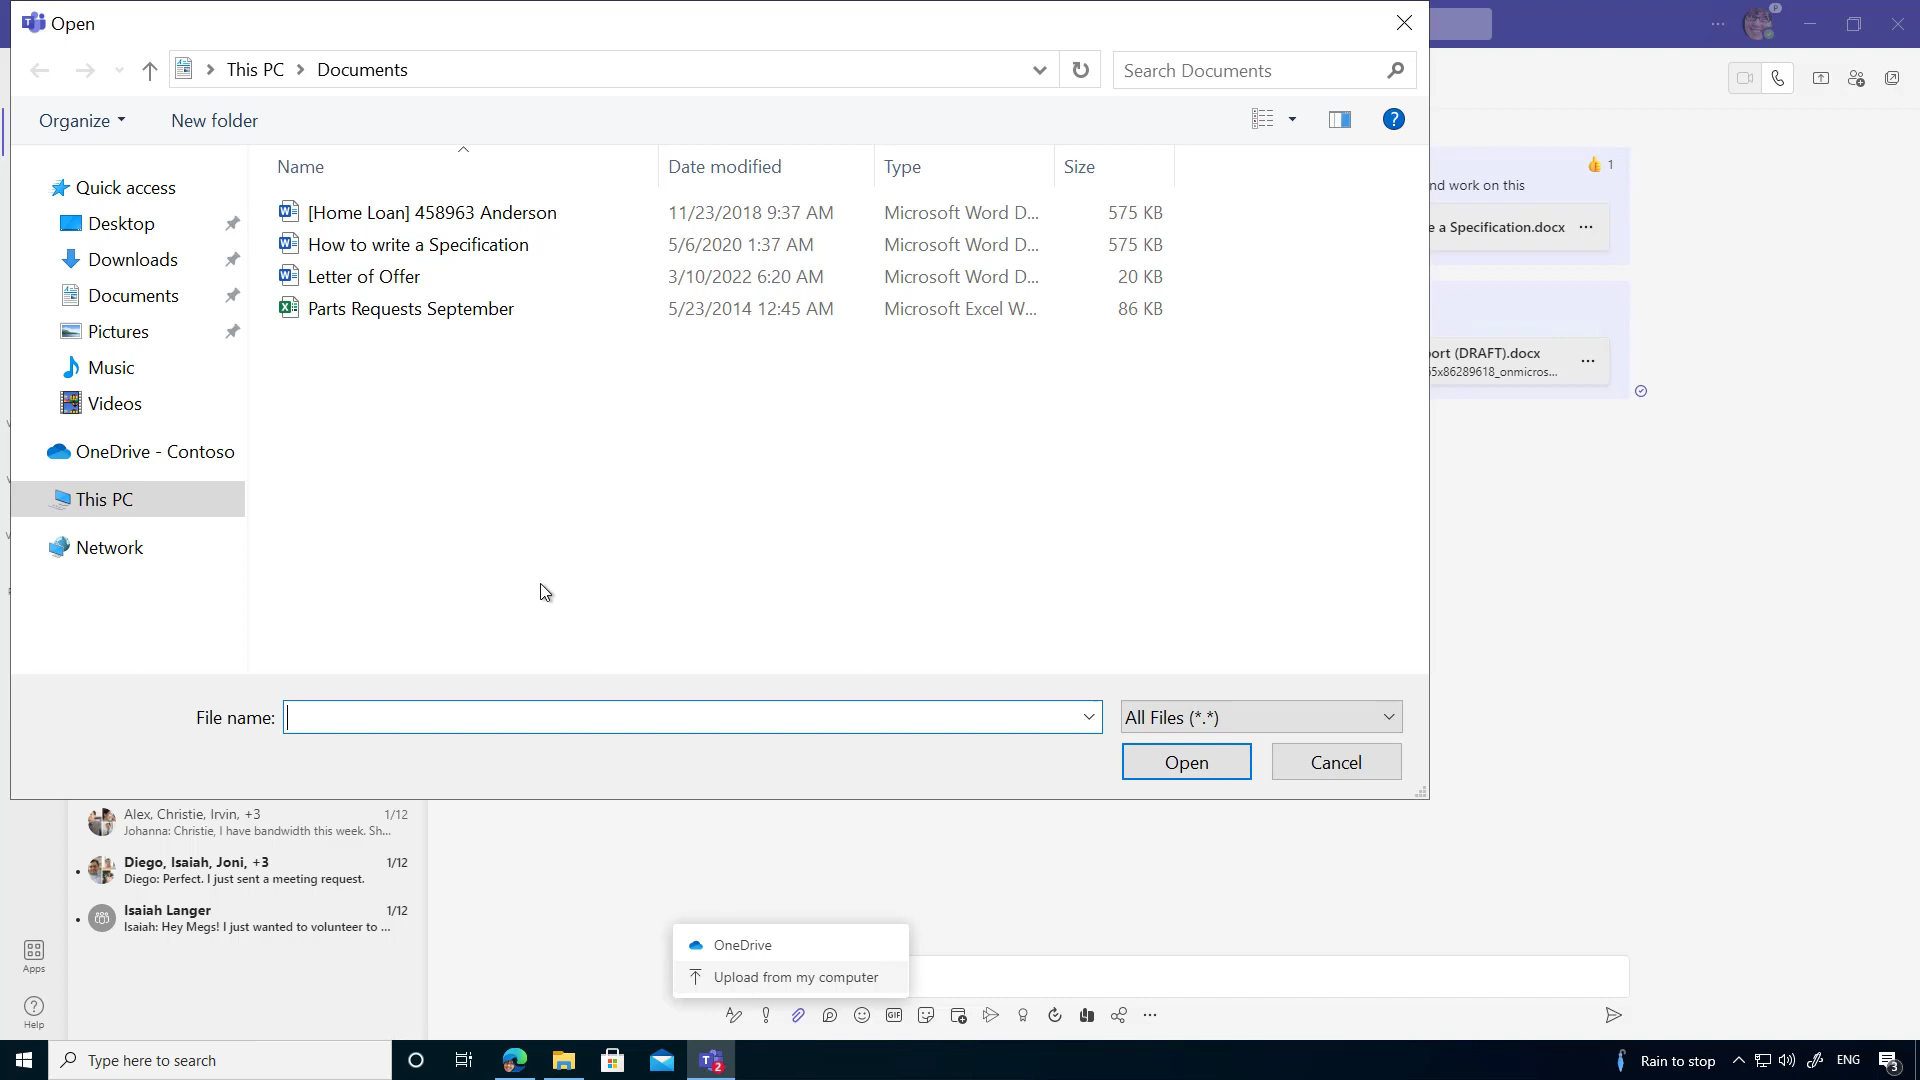 Open
This PC
Documents
Search Documents
Organize
New folder
?
Name
Date modified
Type
Size
[Home Loan] 458963 Anderson
11/23/2018 9:37 AM
Microsoft Word D...
575 KB
How to write a Specification
5/6/2020 1:37 AM
Microsoft Word D...
575 KB
Letter of Offer
3/10/2022 6:20 AM
Microsoft Word D...
20 KB
Parts Requests September
5/23/2014 12:45 AM
Microsoft Excel W...
86 KB
Quick access
Desktop
Downloads
Documents
Pictures
Music
Videos
OneDrive - Contoso
This PC
Network
File name:
All Files (*.*)
Open
Cancel
P
1
nd work on this
e a Specification.docx
ort (DRAFT).docx
65x86289618_onmicros...
Alex, Christie, Irvin, +3
1/12
Johanna: Christie, I have bandwidth this week. Sh...
Diego, Isaiah, Joni, +3
1/12
Diego: Perfect. I just sent a meeting request.
Isaiah Langer
1/12
Isaiah: Hey Megs! I just wanted to volunteer to ...
Apps
Help
OneDrive
Upload from my computer
GIF
Type here to search
2
Rain to stop
ENG
3